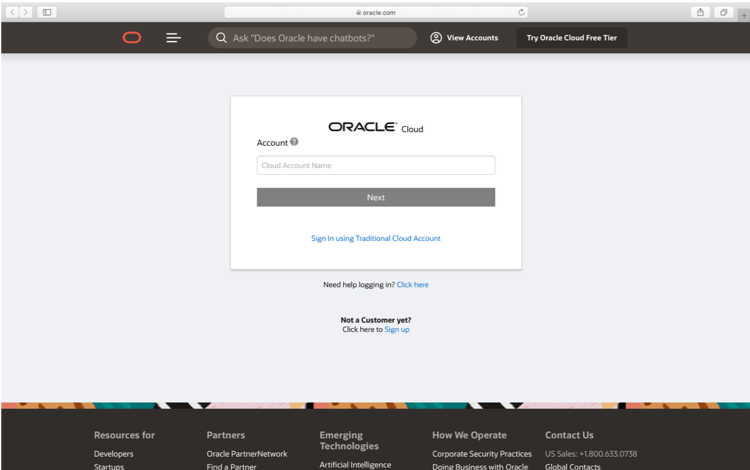 oracle.com
Ask "Does Oracle have chatbots?"
View Accounts
Try Oracle Cloud Free Tier
ORACLE Cloud
Account ?
Cloud Account Name
Next
Sign In using Traditional Cloud Account
Need help logging in? Click here
Not a Customer yet?
Click here to Sign up
Resources for
Developers
Startups
Partners
Oracle PartnerNetwork
Find a Partner
Emerging
Technologies
Artificial Intelligence
How We Operate
Corporate Security Practices
Doing Business with Oracle
Contact Us
US Sales: +1.800.633.0738
Global Contacts